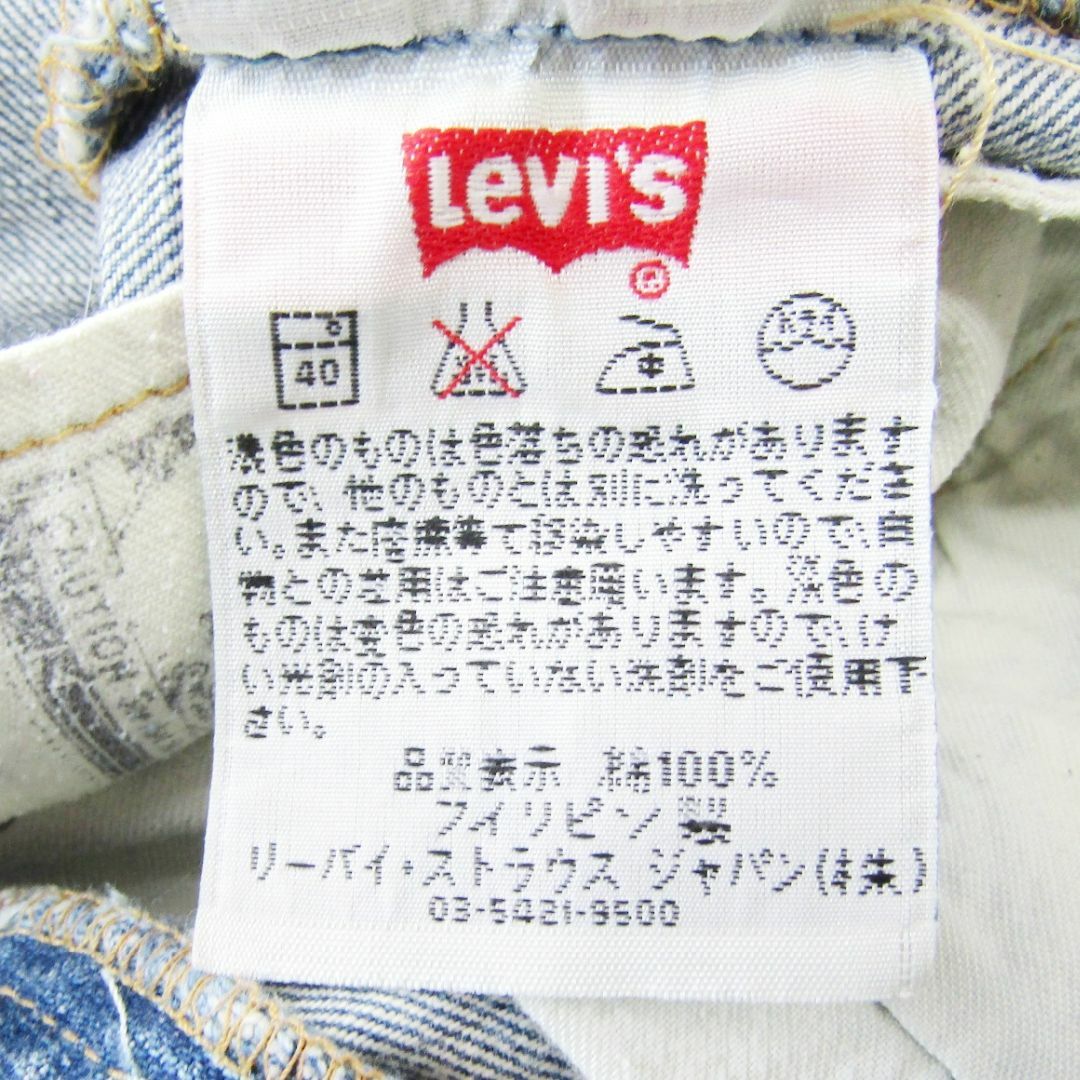 Levi's
®
40
ドライ
濃色のものは色落ちの恐れがあります
ので、他のものとは別に洗ってくださ
い。また摩擦等で移染しやすいので、白
物との着用はご注意願います。淡色の
ものは変色の恐れがありますので、け
い光剤の入っていない洗剤をご使用下
さい。
品質表示 綿100%
フィリピン製
リーバイ・ストラウス ジャパン(株)
03-5421-9500
CAUTION